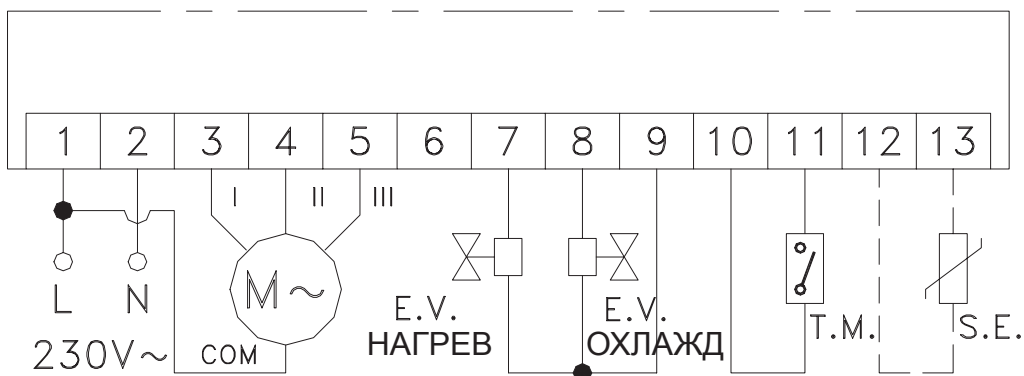 1 2 3 4 5 6 7 8 9 10 11 12 13
I II III
L N
M~
E.V. E.V.
T.M. S.E.
НАГРЕВ ОХЛАЖД
230V~ COM